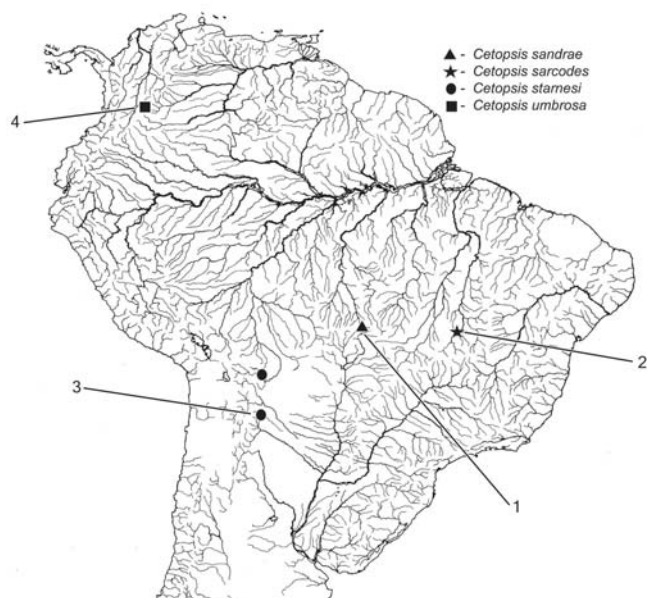 ▲ - Cetopsis sandrae
★ - Cetopsis sarcodes
● - Cetopsis starnesi
■ - Cetopsis umbrosa
4
2
3
1